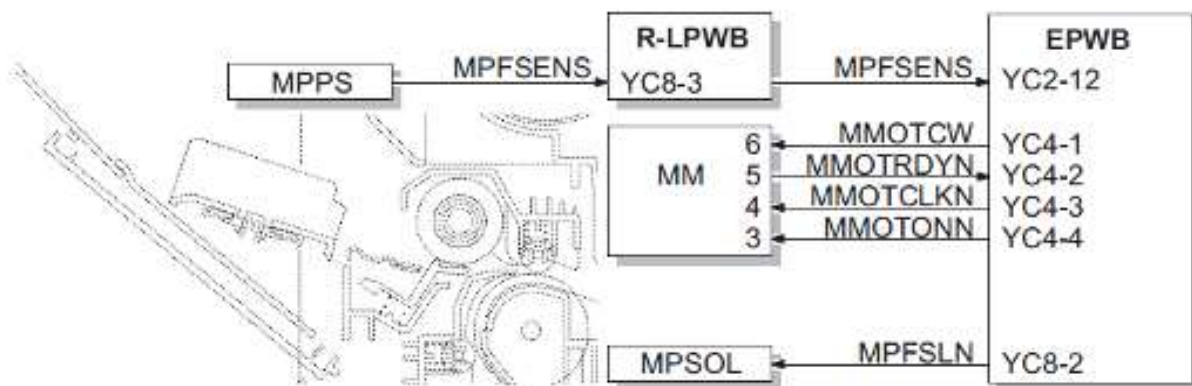 R-LPWB EPWB
MPPS MPFSENS YC8-3 MPFSENS YC2-12
6 MMOTCW YC4-1
MM 5 MMOTRDYN YC4-2
4 MMOTCLKN YC4-3
3 MMOTONN YC4-4
MPSOL MPFSLN YC8-2